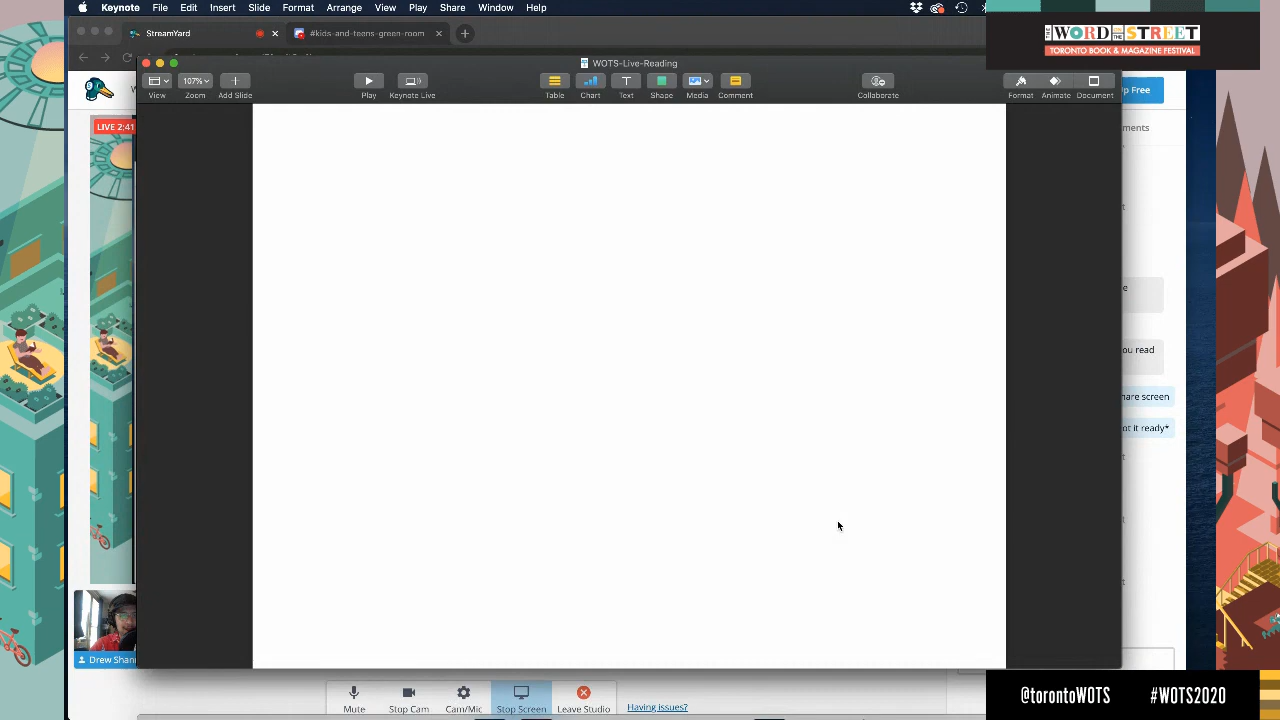 Keynote File Edit Insert Slide Format Arrange View Play Share Window Help
THE WORD ON THE STREET
TORONTO BOOK & MAGAZINE FESTIVAL
StreamYard
#kids-and-teens-green-room
WOTS-Live-Reading
107%
View Zoom Add Slide Play Keynote Live Table Chart Text Shape Media Comment Collaborate Format Animate Document
p Free
LIVE 2:41
ments
e
ou read
hare screen
ot it ready*
Drew Shan
Mute Stop Cam Cam/Mic Stop Screen Leave Studio Having issues?
@torontoWOTS #WOTS2020